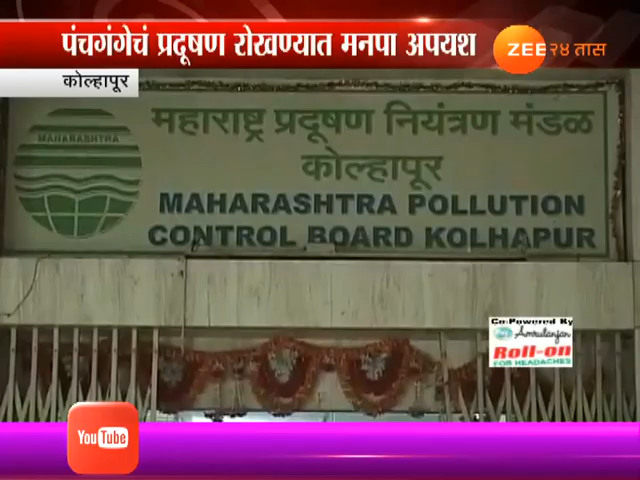 पंचगंगेचं प्रदूषण रोखण्यात मनपा अपयश
ZEE २४ तास
कोल्हापूर
महाराष्ट्र प्रदूषण नियंत्रण मंडळ
कोल्हापूर
MAHARASHTRA
MAHARASHTRA POLLUTION
CONTROL BOARD KOLHAPUR
Co-Powered By
Amrutanjan
Roll-on
FOR HEADACHES
YouTube